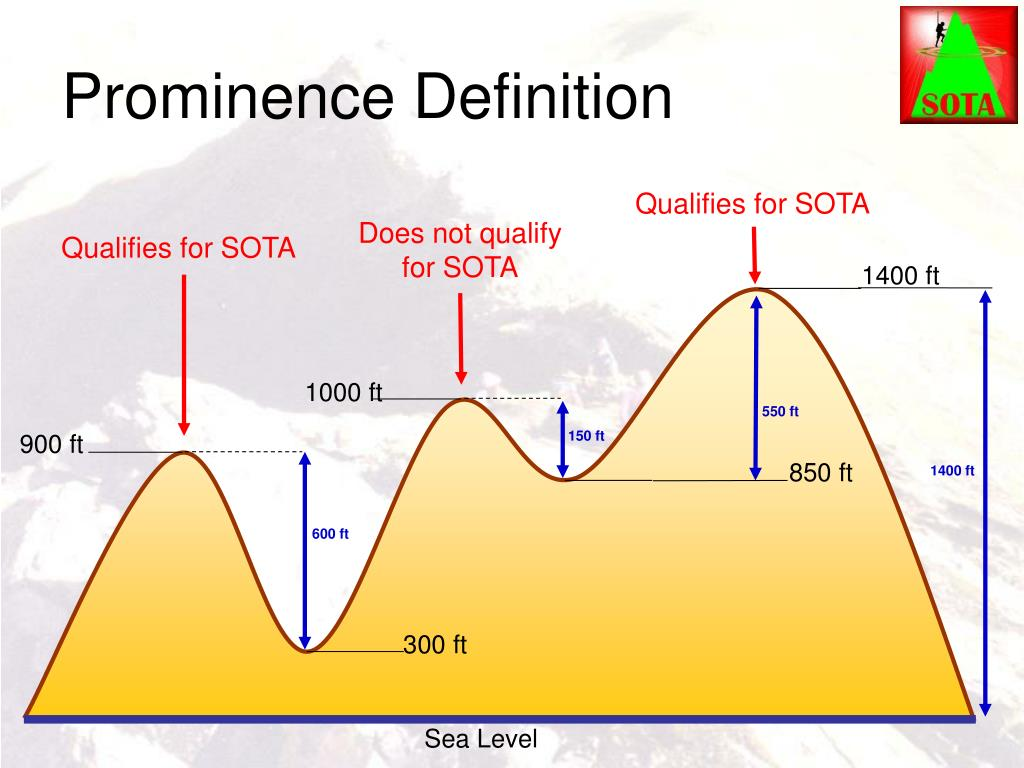 Prominence Definition
SOTA
Qualifies for SOTA
Does not qualify
for SOTA
Qualifies for SOTA
1400 ft
1000 ft
900 ft
150 ft
550 ft
850 ft
1400 ft
600 ft
300 ft
Sea Level